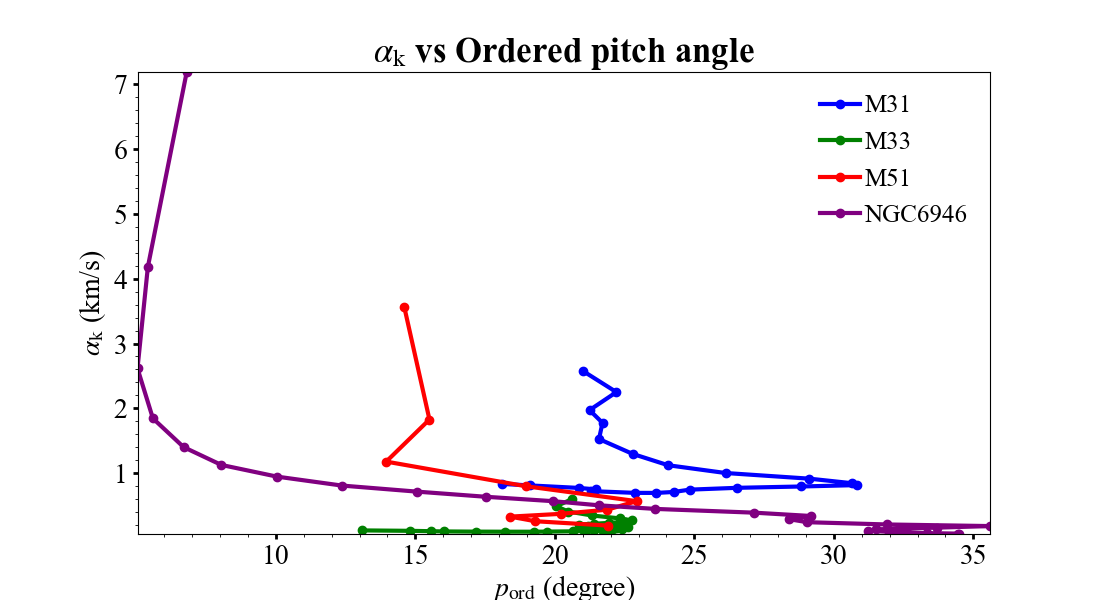 αk vs Ordered pitch angle
αk (km/s)
7
6
5
4
3
2
1
M31
M33
M51
NGC6946
10 15 20 25 30 35
pord (degree)